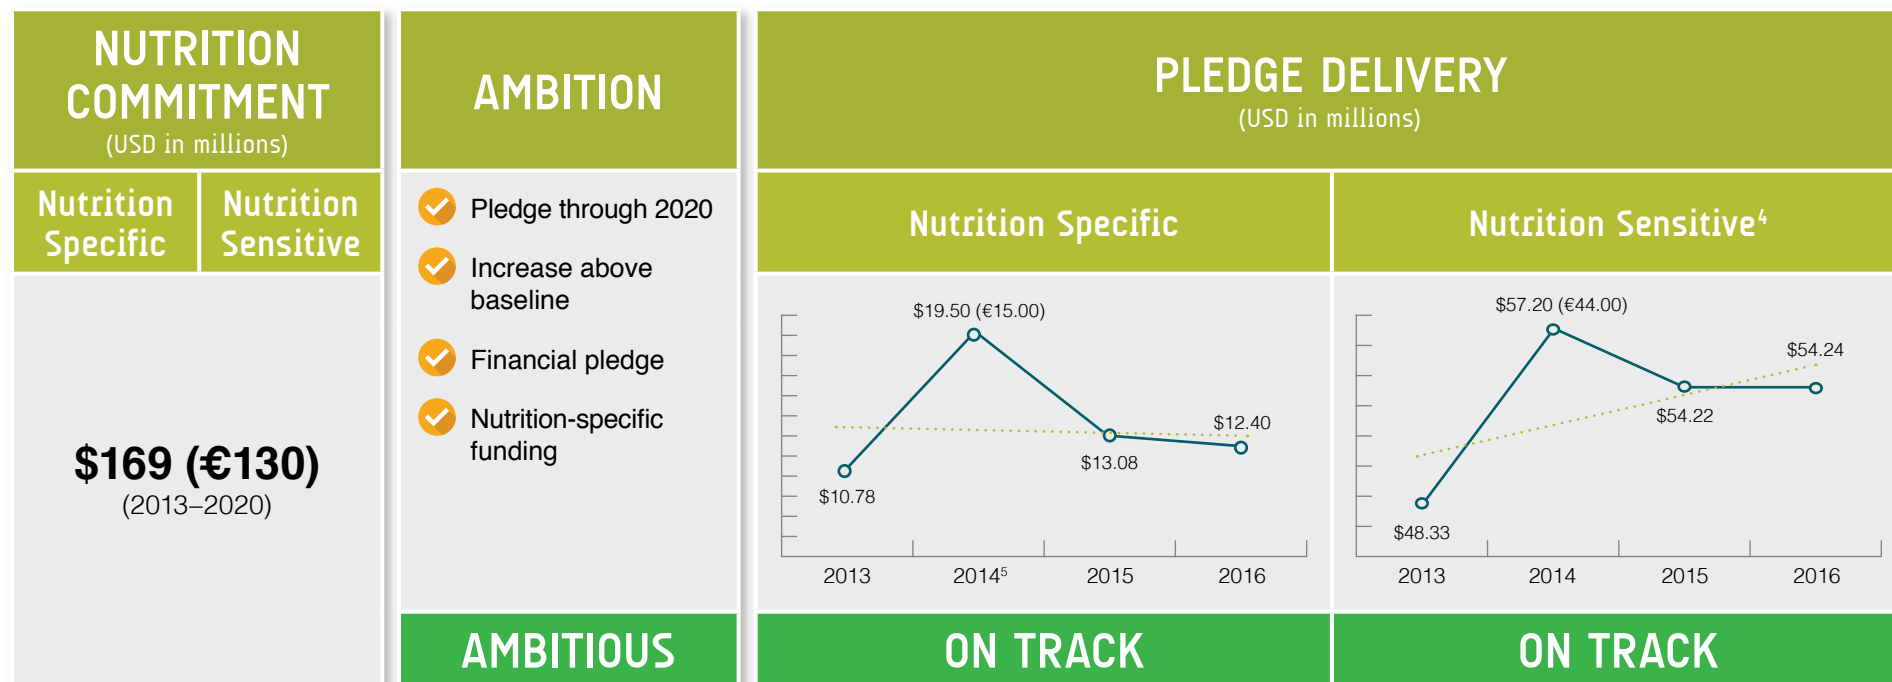 NUTRITION
COMMITMENT
(USD in millions)
Nutrition
Specific
Nutrition
Sensitive
$169 (€130)
(2013–2020)
AMBITION
Pledge through 2020
Increase above
baseline
Financial pledge
Nutrition-specific
funding
AMBITIOUS
PLEDGE DELIVERY
(USD in millions)
Nutrition Specific
$19.50 (€15.00)
$12.40
$13.08
$10.78
2013 2014⁵ 2015 2016
ON TRACK
Nutrition Sensitive⁴
$57.20 (€44.00)
$54.24
$54.22
$48.33
2013 2014 2015 2016
ON TRACK